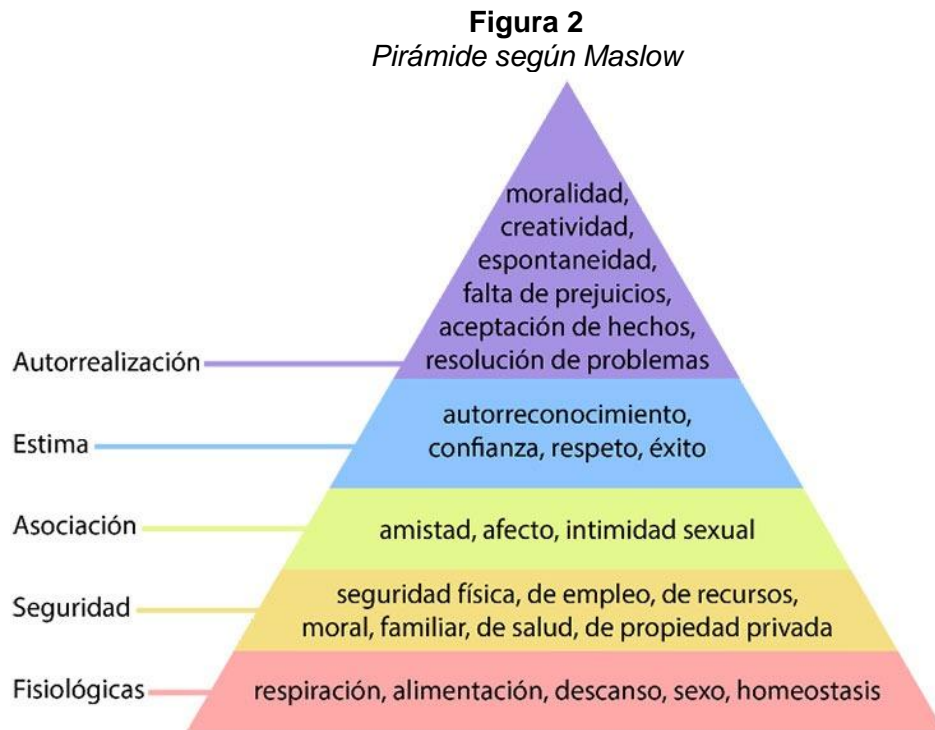 Figura 2
Pirámide según Maslow
moralidad,
creatividad,
espontaneidad,
falta de prejuicios,
aceptación de hechos,
resolución de problemas
Autorrealización
autorreconocimiento,
confianza, respeto, éxito
Estima
amistad, afecto, intimidad sexual
Asociación
seguridad física, de empleo, de recursos,
moral, familiar, de salud, de propiedad privada
Seguridad
respiración, alimentación, descanso, sexo, homeostasis
Fisiológicas